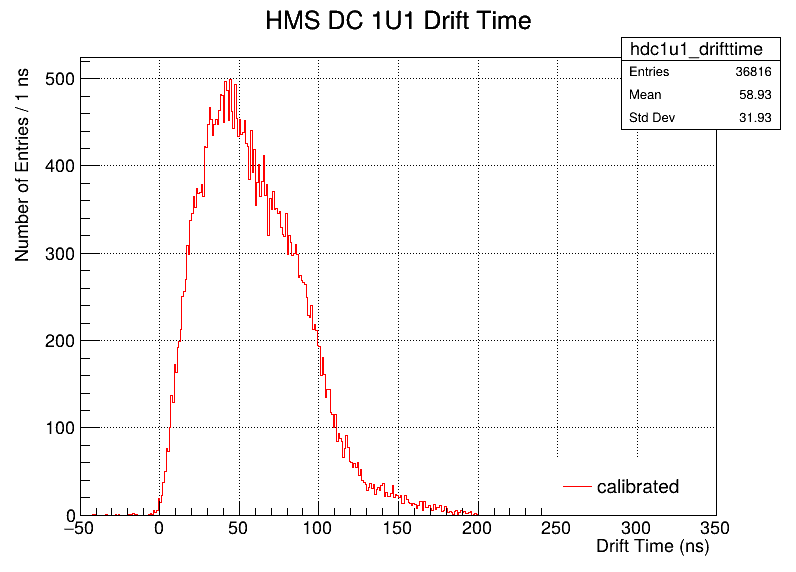 HMS DC 1U1 Drift Time
hdc1u1_drifttime
Entries 36816
Mean 58.93
Std Dev 31.93
Number of Entries / 1 ns
500
400
300
200
100
0
−50 0 50 100 150 200 250 300 350
calibrated
Drift Time (ns)